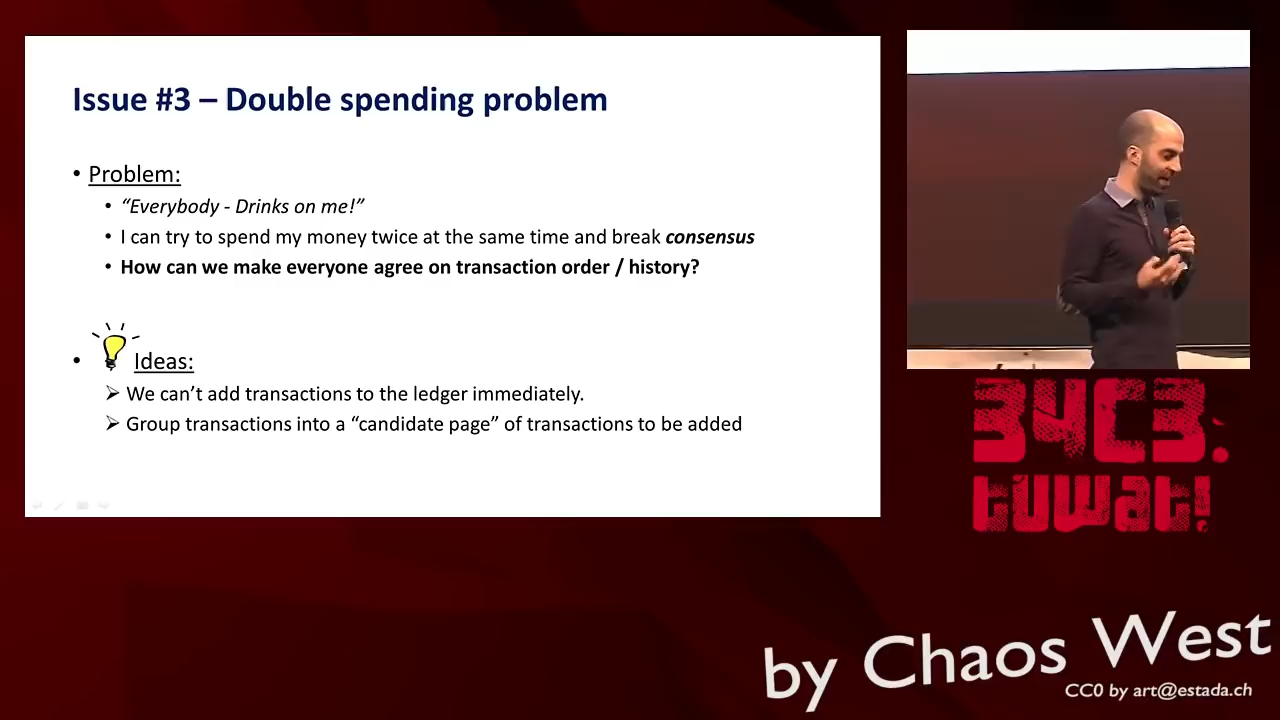 Issue #3 – Double spending problem
• Problem:
• “Everybody - Drinks on me!”
• I can try to spend my money twice at the same time and break consensus
• How can we make everyone agree on transaction order / history?
• Ideas:
➢ We can’t add transactions to the ledger immediately.
➢ Group transactions into a “candidate page” of transactions to be added
34C3:
tuwat!
by Chaos West
CC0 by art@estada.ch